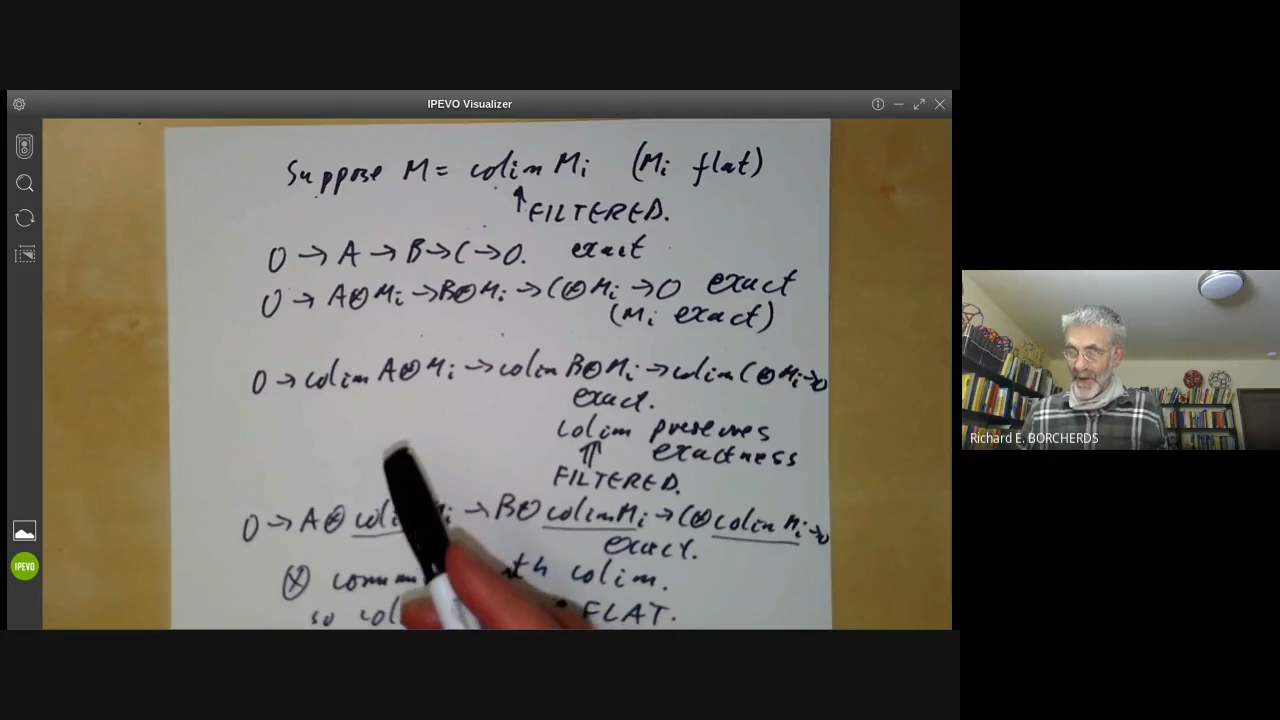 IPEVO Visualizer
Suppose M = colim Mi (Mi flat)
↑ FILTERED.
0 → A → B → C → 0. exact
0 → A⊗Mi → B⊗Mi → C⊗Mi → 0 exact
(Mi exact)
0 → colim A⊗Mi → colim B⊗Mi → colim C⊗Mi → 0
exact.
colim preserves
⇑ exactness
FILTERED.
0 → A⊗ → B⊗ colim Mi → C⊗ colim Mi → 0
exact.
⊗ colim.
so FLAT.
Richard E. BORCHERDS
IPEVO